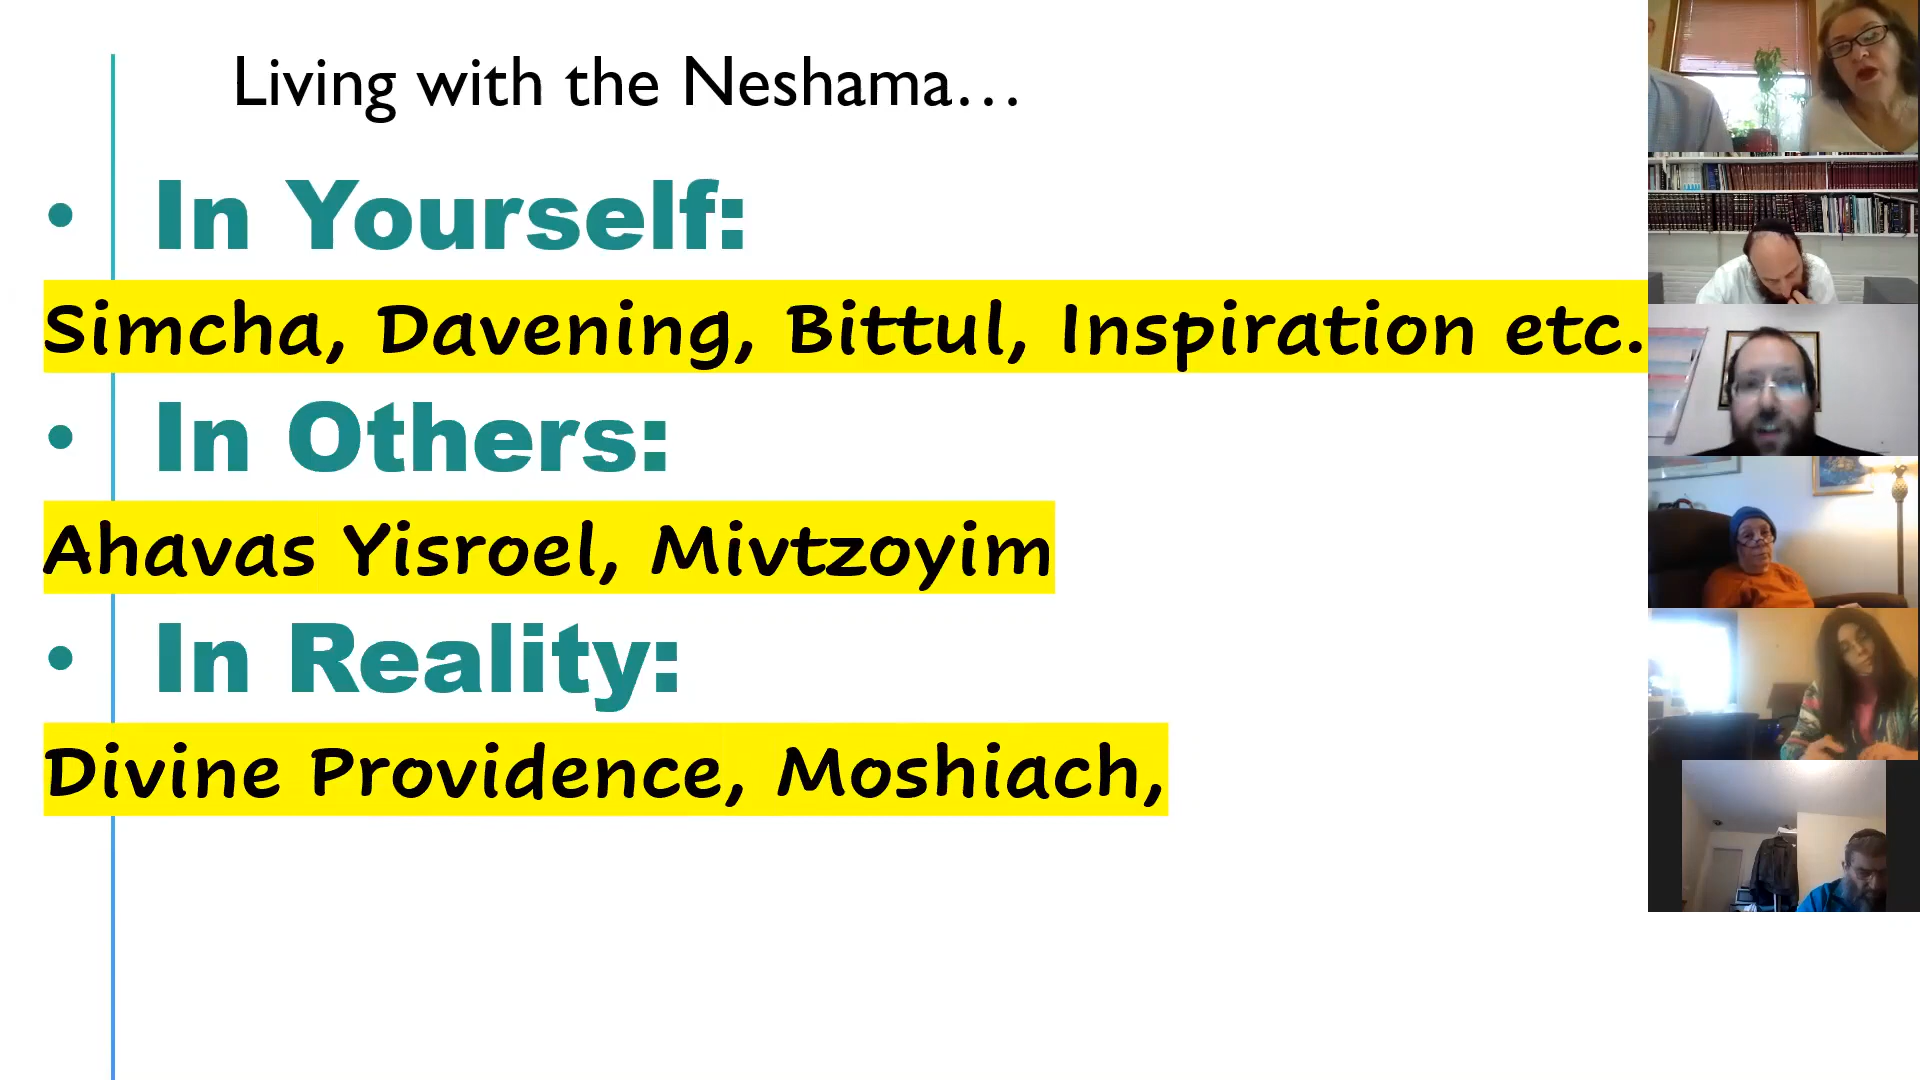 Living with the Neshama...
• In Yourself:
Simcha, Davening, Bittul, Inspiration etc.
• In Others:
Ahavas Yisroel, Mivtzoyim
• In Reality:
Divine Providence, Moshiach,